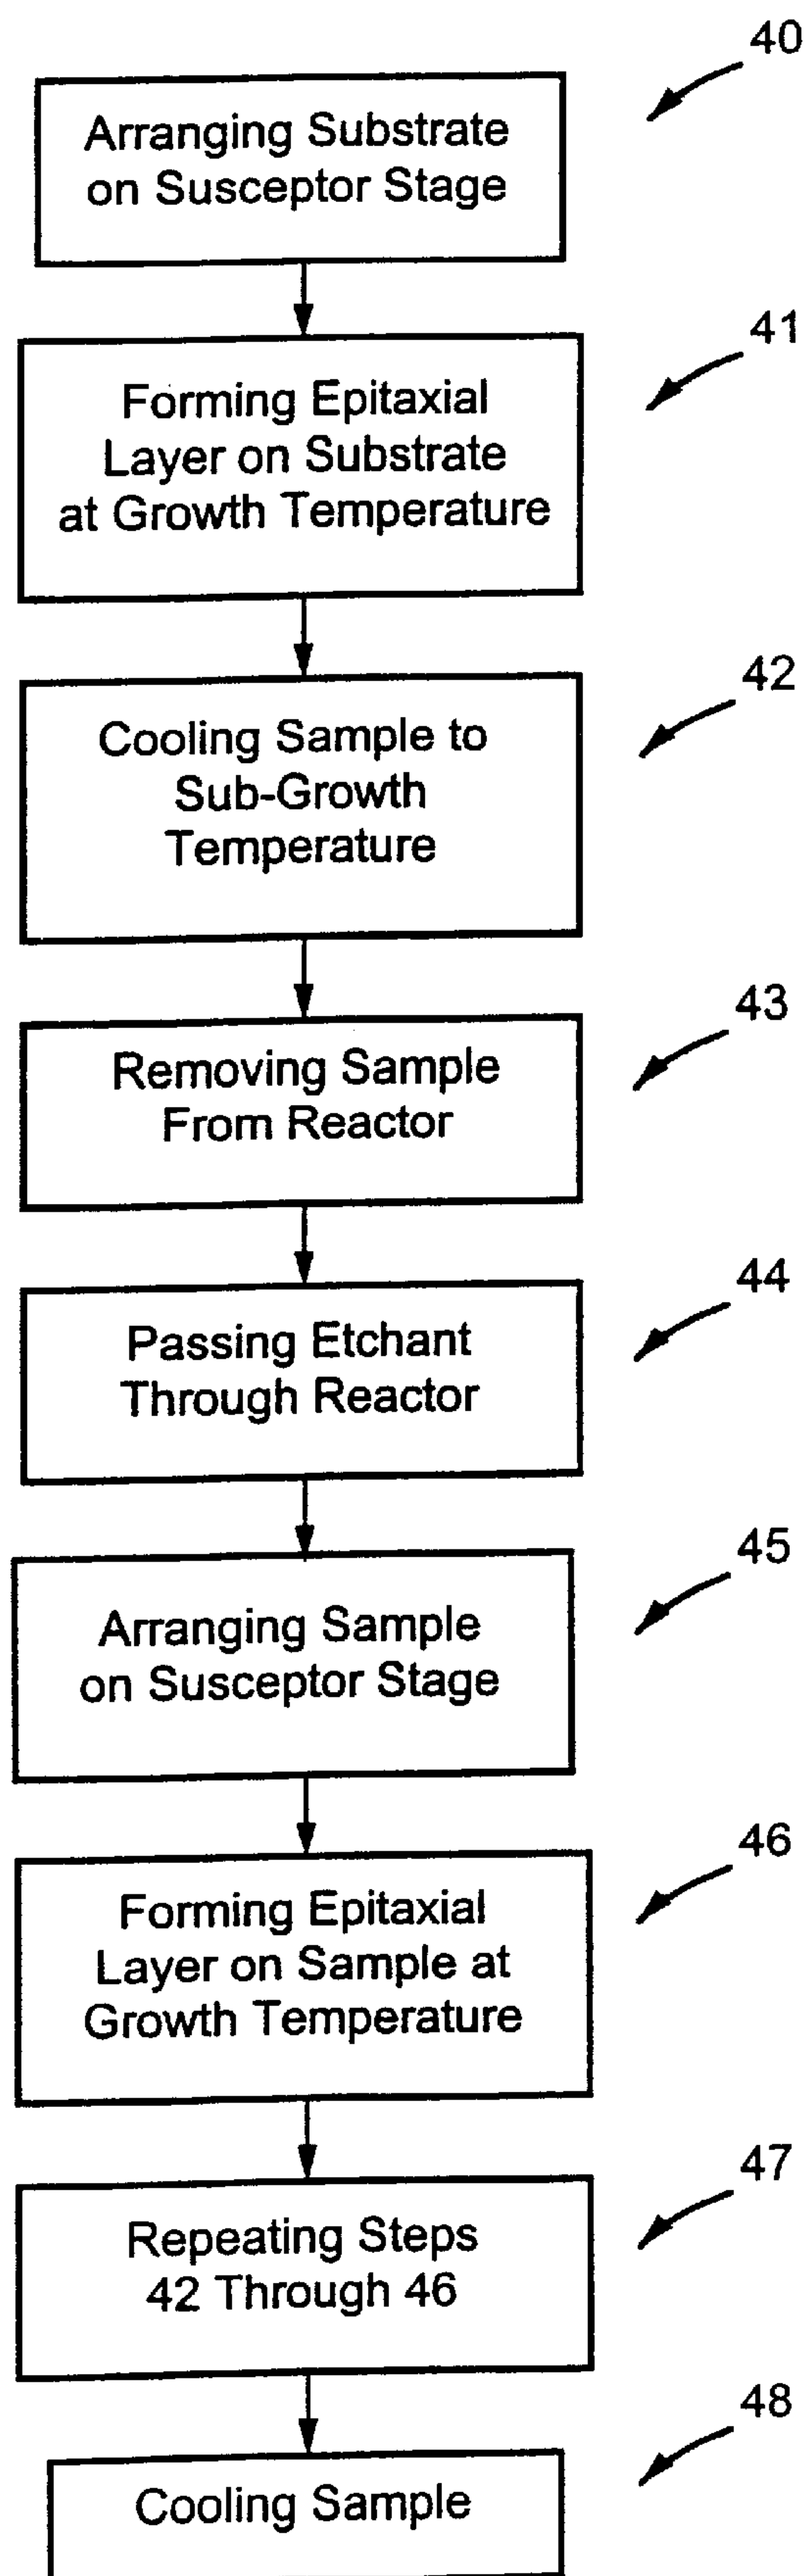 40
Arranging Substrate
on Susceptor Stage
41
Forming Epitaxial
Layer on Substrate
at Growth Temperature
42
Cooling Sample to
Sub-Growth
Temperature
43
Removing Sample
From Reactor
44
Passing Etchant
Through Reactor
45
Arranging Sample
on Susceptor Stage
46
Forming Epitaxial
Layer on Sample at
Growth Temperature
47
Repeating Steps
42 Through 46
48
Cooling Sample